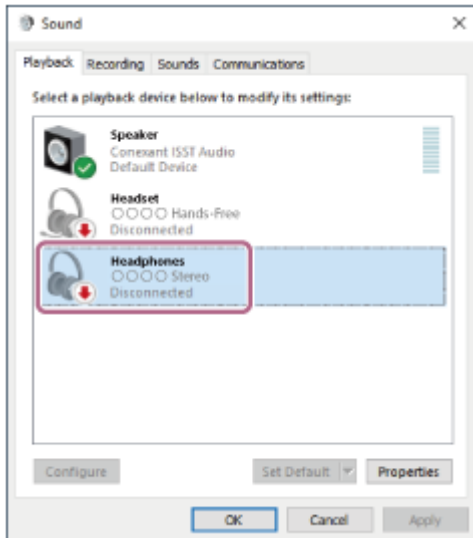 Sound
Playback Recording Sounds Communications
Select a playback device below to modify its settings:
Speaker
Conexant ISST Audio
Default Device
Headset
○○○○ Hands-Free
Disconnected
Headphones
○○○○ Stereo
Disconnected
Configure Set Default Properties
OK Cancel Apply